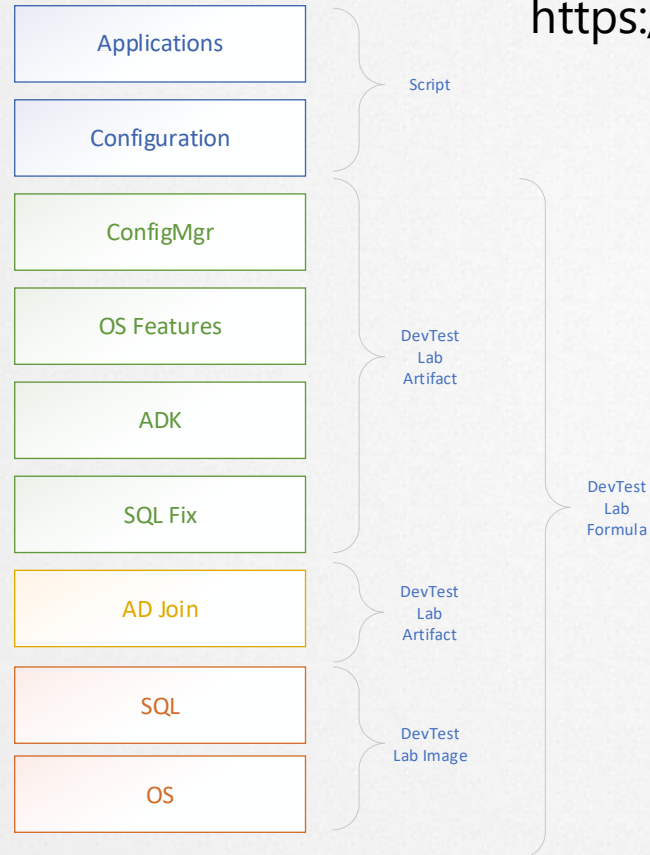 https:/
Applications
Script
Configuration
ConfigMgr
OS Features
DevTest
Lab
Artifact
ADK
SQL Fix
DevTest
Lab
Formula
AD Join
DevTest
Lab
Artifact
SQL
DevTest
Lab Image
OS